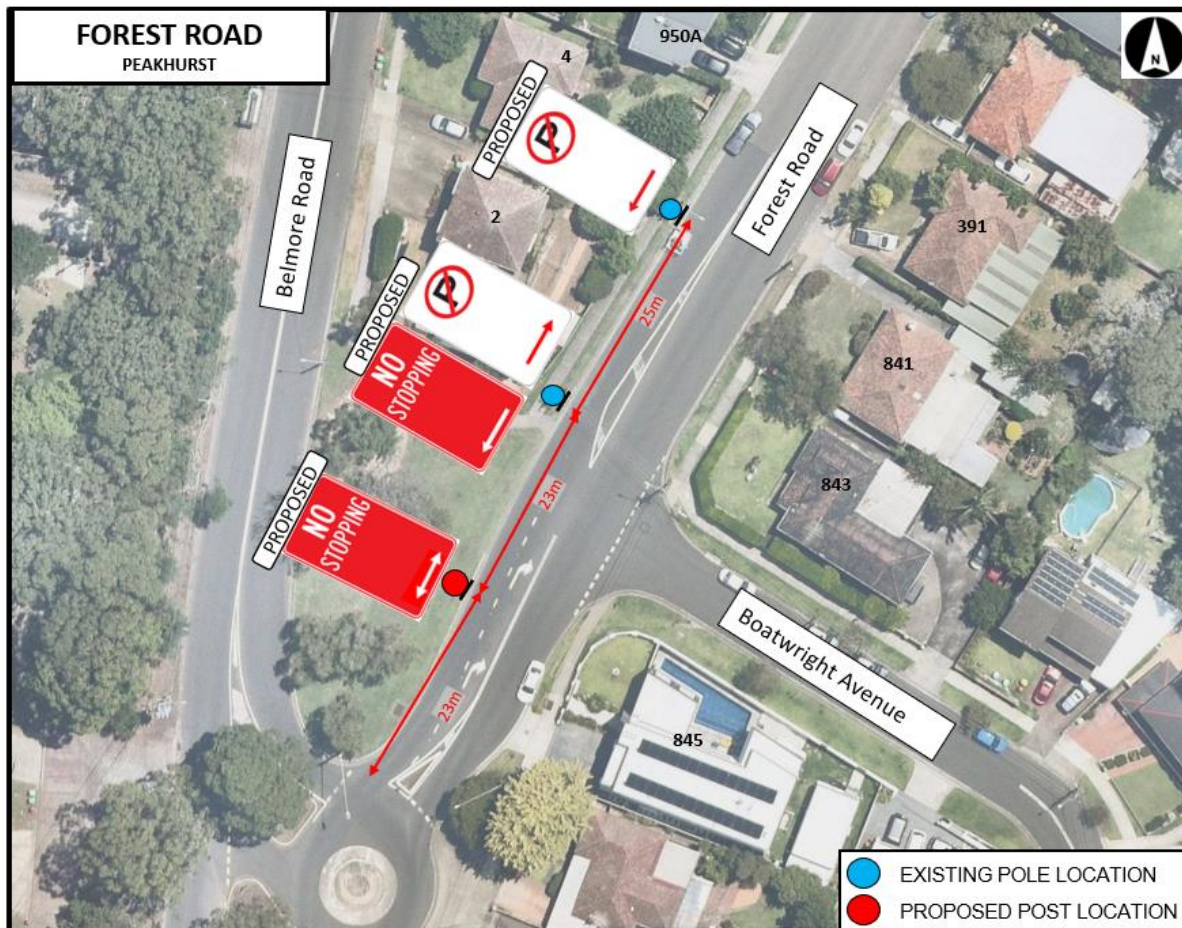 FOREST ROAD
PEAKHURST
N
950A
4
PROPOSED
P
Forest Road
Belmore Road
2
391
PROPOSED
P
25m
NO
STOPPING
841
PROPOSED
NO
STOPPING
23m
843
Boatwright Avenue
23m
845
EXISTING POLE LOCATION
PROPOSED POST LOCATION